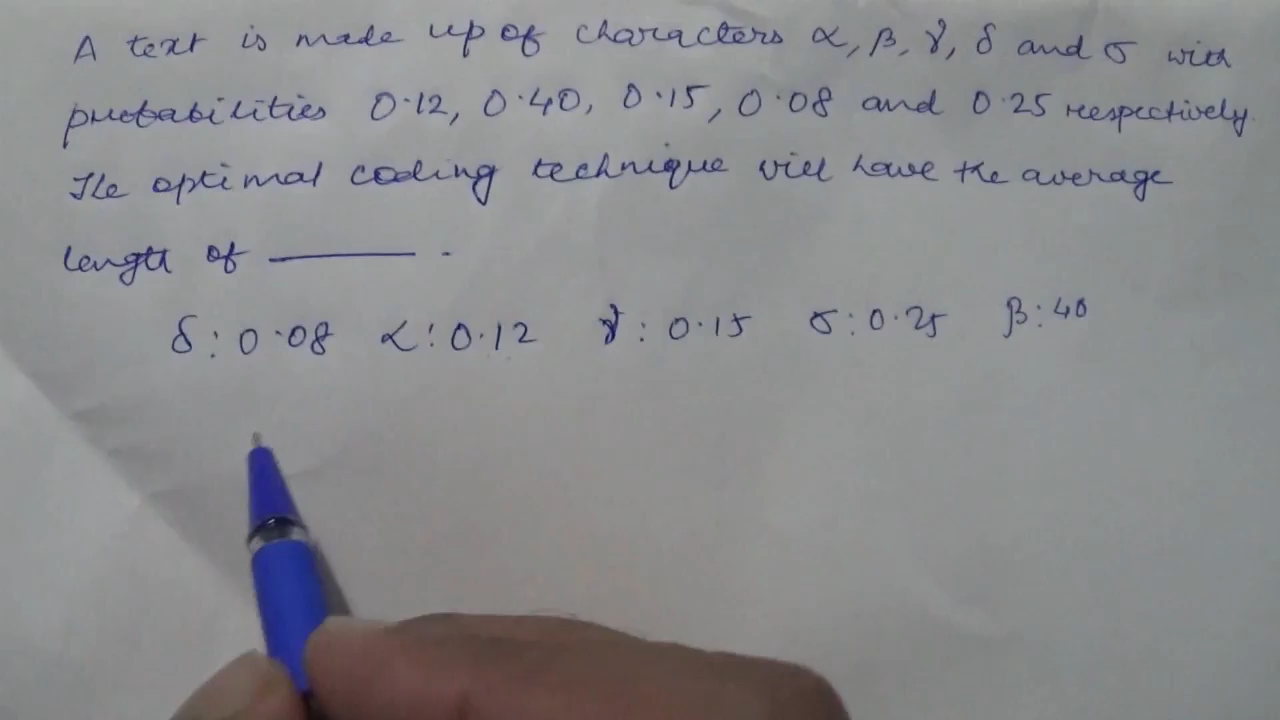 A text is made up of characters α, β, γ, δ and σ with
probabilities 0.12, 0.40, 0.15, 0.08 and 0.25 respectively.
The optimal coding technique will have the average
length of ——— .
δ : 0.08 α : 0.12 γ : 0.15 σ : 0.25 β : 40